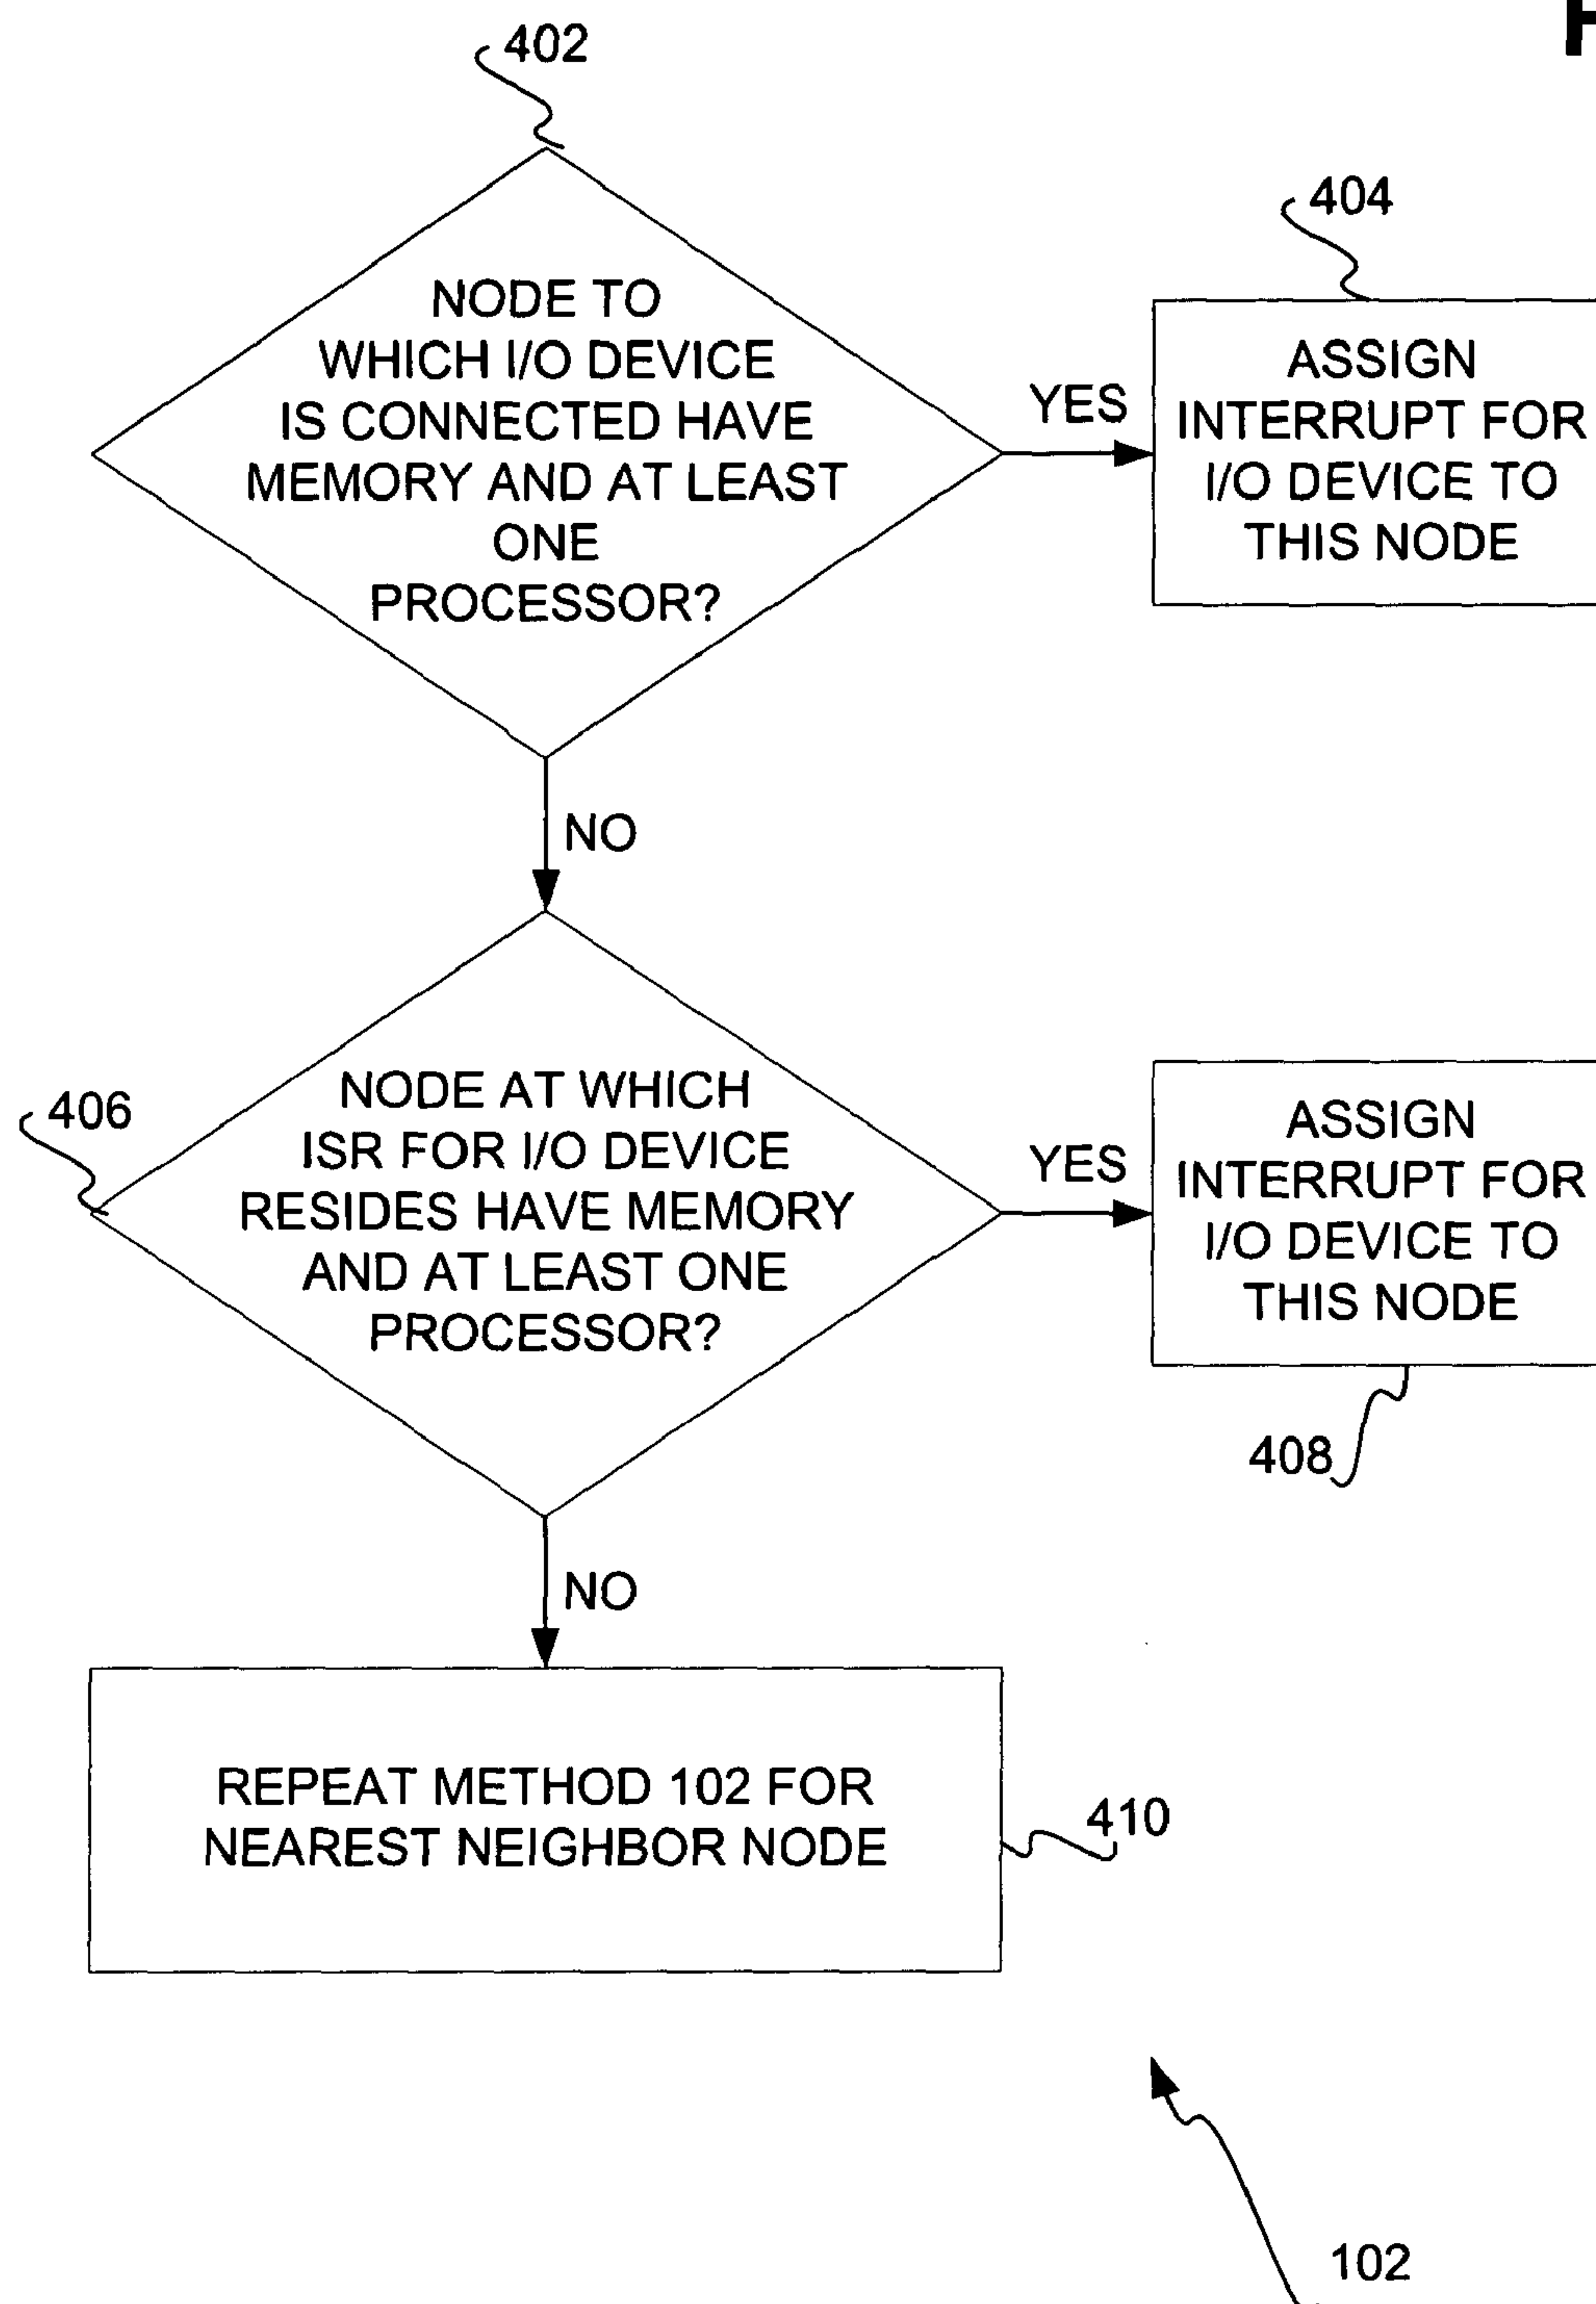 402
NODE TO
WHICH I/O DEVICE
IS CONNECTED HAVE
MEMORY AND AT LEAST
ONE
PROCESSOR?
YES
404
ASSIGN
INTERRUPT FOR
I/O DEVICE TO
THIS NODE
NO
406
NODE AT WHICH
ISR FOR I/O DEVICE
RESIDES HAVE MEMORY
AND AT LEAST ONE
PROCESSOR?
YES
ASSIGN
INTERRUPT FOR
I/O DEVICE TO
THIS NODE
408
NO
REPEAT METHOD 102 FOR
NEAREST NEIGHBOR NODE
410
102